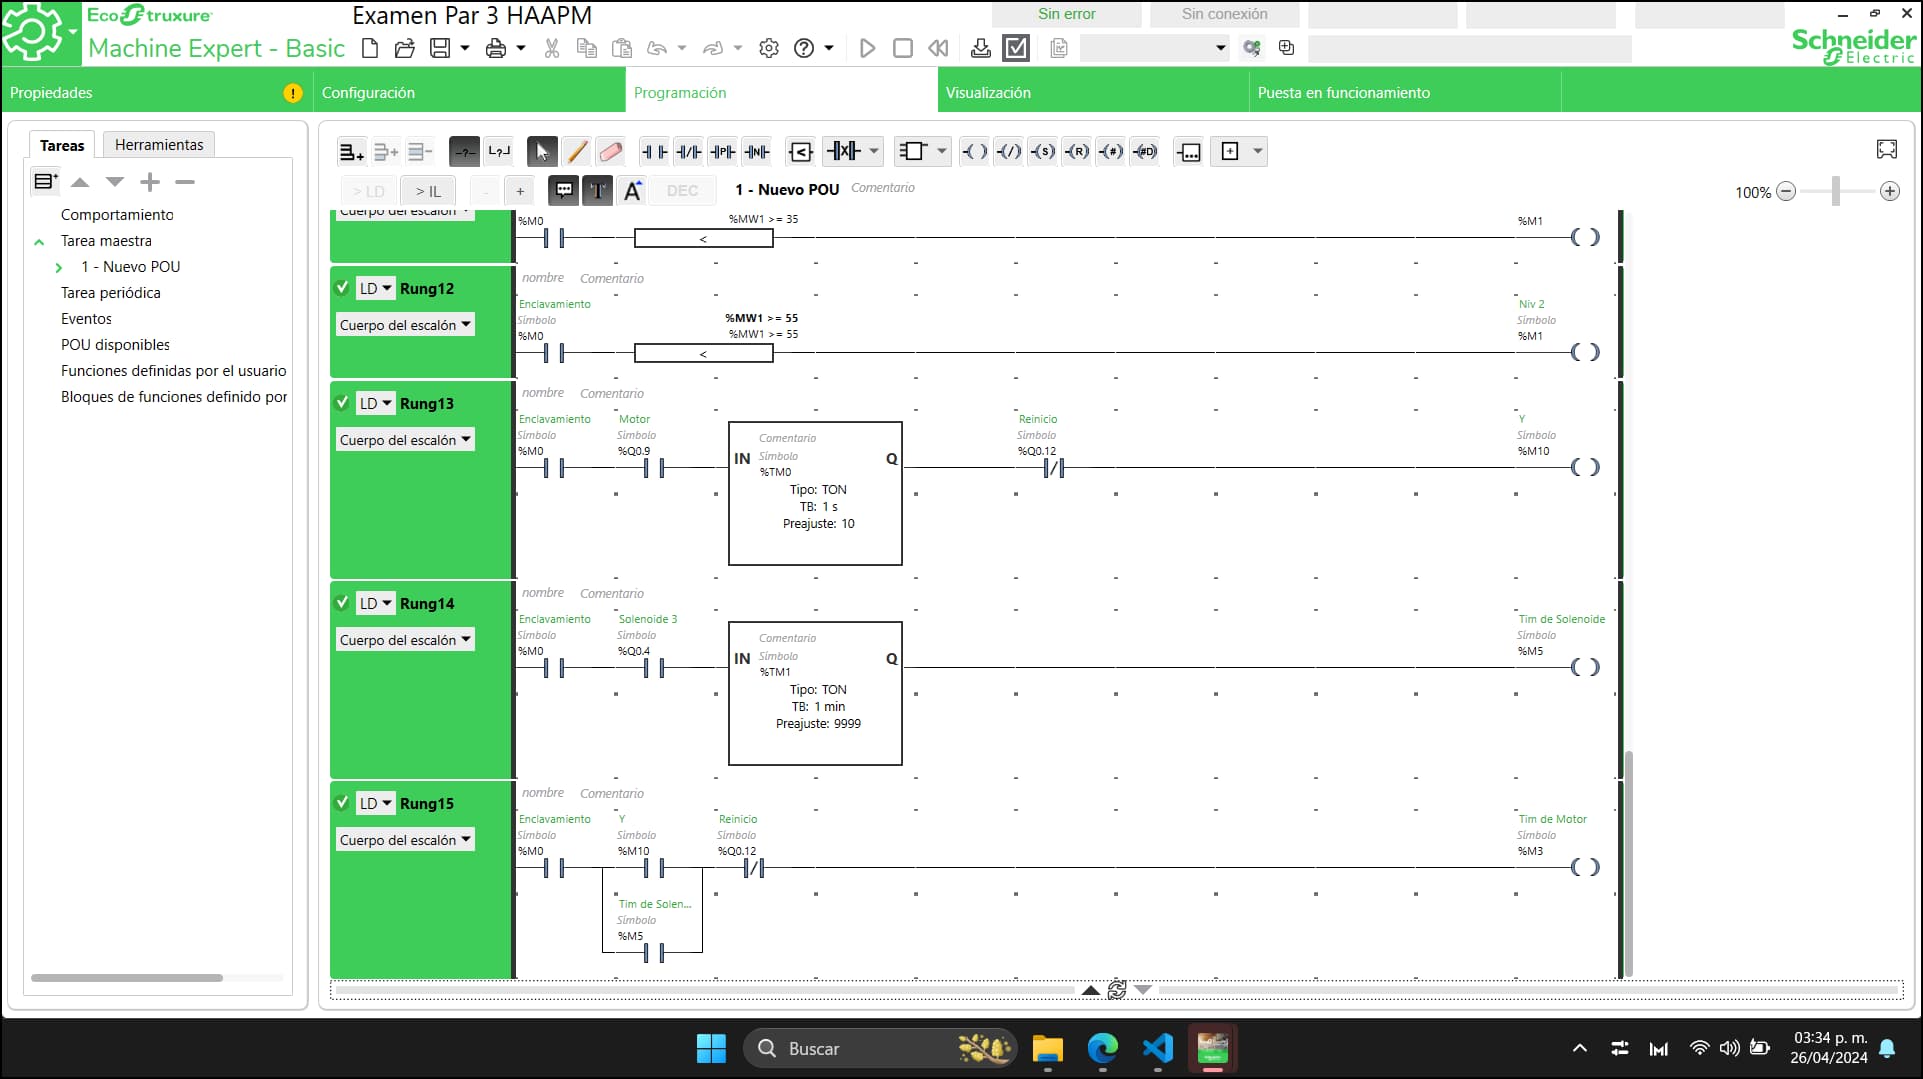 EcoStruxure
Machine Expert - Basic
Examen Par 3 HAAPM
Sin error
Sin conexión
Schneider
Electric
Propiedades
Configuración
Programación
Visualización
Puesta en funcionamiento
Tareas
Herramientas
Comportamiento
Tarea maestra
1 - Nuevo POU
Tarea periódica
Eventos
POU disponibles
Funciones definidas por el usuario
Bloques de funciones definido por
> LD
> IL
-
+
DEC
1 - Nuevo POU
Comentario
100%
Cuerpo del escalón
%M0
%MW1 >= 35
<
%M1
LD
Rung12
Cuerpo del escalón
nombre
Comentario
Enclavamiento
Símbolo
%M0
%MW1 >= 55
%MW1 >= 55
<
Niv 2
Símbolo
%M1
LD
Rung13
Cuerpo del escalón
nombre
Comentario
Enclavamiento
Símbolo
%M0
Motor
Símbolo
%Q0.9
Comentario
IN
Símbolo
Q
%TM0
Tipo: TON
TB: 1 s
Preajuste: 10
Reinicio
Símbolo
%Q0.12
Y
Símbolo
%M10
LD
Rung14
Cuerpo del escalón
nombre
Comentario
Enclavamiento
Símbolo
%M0
Solenoide 3
Símbolo
%Q0.4
Comentario
IN
Símbolo
Q
%TM1
Tipo: TON
TB: 1 min
Preajuste: 9999
Tim de Solenoide
Símbolo
%M5
LD
Rung15
Cuerpo del escalón
nombre
Comentario
Enclavamiento
Símbolo
%M0
Y
Símbolo
%M10
Reinicio
Símbolo
%Q0.12
Tim de Motor
Símbolo
%M3
Tim de Solen...
Símbolo
%M5
Buscar
03:34 p. m.
26/04/2024